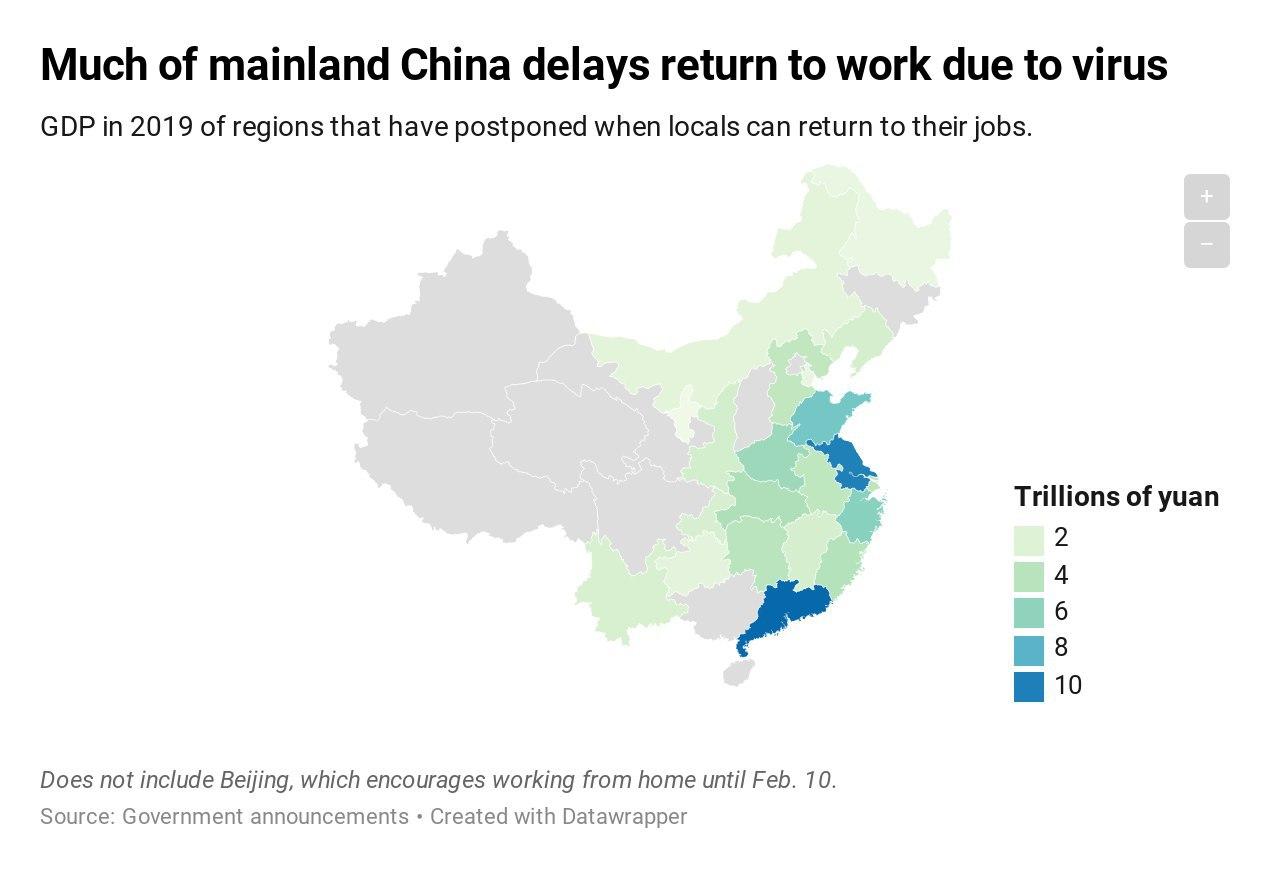 Much of mainland China delays return to work due to virus
GDP in 2019 of regions that have postponed when locals can return to their jobs.
+
−
Trillions of yuan
2
4
6
8
10
Does not include Beijing, which encourages working from home until Feb. 10.
Source: Government announcements • Created with Datawrapper